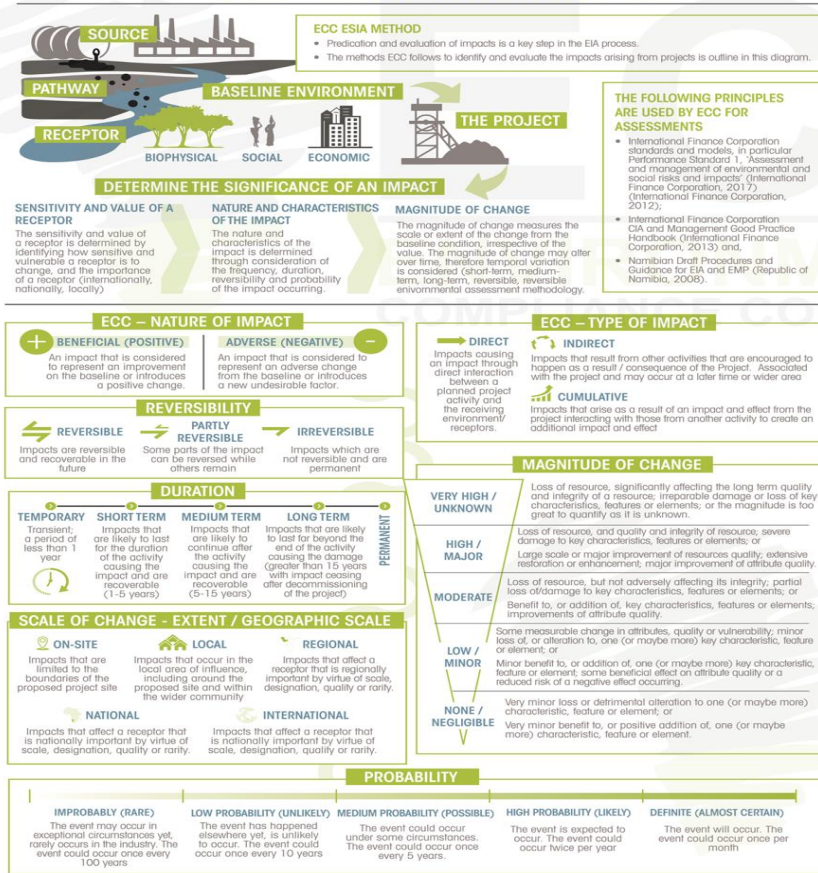 SOURCE
PATHWAY
RECEPTOR
BASELINE ENVIRONMENT
BIOPHYSICAL
SOCIAL
ECONOMIC
THE PROJECT
ECC ESIA METHOD
• Predication and evaluation of impacts is a key step in the EIA process.
• The methods ECC follows to identify and evaluate the impacts arising from projects is outline in this diagram.
THE FOLLOWING PRINCIPLES
ARE USED BY ECC FOR
ASSESSMENTS
• International Finance Corporation
standards and models, in particular
Performance Standard 1, 'Assessment
and management of environmental and
social risks and impacts' (International
Finance Corporation, 2017)
(International Finance Corporation,
2012);
• International Finance Corporation
CIA and Management Good Practice
Handbook (International Finance
Corporation, 2013) and,
• Namibian Draft Procedures and
Guidance for EIA and EMP (Republic of
Namibia, 2008).
DETERMINE THE SIGNIFICANCE OF AN IMPACT
SENSITIVITY AND VALUE OF A
RECEPTOR
The sensitivity and value of
a receptor is determined by
identifying how sensitive and
vulnerable a receptor is to
change, and the importance
of a receptor (internationally,
nationally, locally)
NATURE AND CHARACTERISTICS
OF THE IMPACT
The nature and
characteristics of the
impact is determined
through consideration of
the frequency, duration,
reversibility and probability
of the impact occurring.
MAGNITUDE OF CHANGE
The magnitude of change measures the
scale or extent of the change from the
baseline condition, irrespective of the
value. The magnitude of change may alter
over time, therefore temporal variation
is considered (short-term, medium-
term, long-term, reversible, reversible
enivormental assessment methodology.
COMPLIANCE CO
ECC – NATURE OF IMPACT
+ BENEFICIAL (POSITIVE)
An impact that is considered
to represent an improvement
on the baseline or introduces
a positive change.
ADVERSE (NEGATIVE) -
An impact that is considered to
represent an adverse change
from the baseline or introduces
a new undesirable factor.
REVERSIBILITY
REVERSIBLE
Impacts are reversible
and recoverable in the
future
PARTLY
REVERSIBLE
Some parts of the impact
can be reversed while
others remain
IRREVERSIBLE
Impacts which are
not reversible and are
permanent
DURATION
TEMPORARY
Transient;
a period of
less than 1
year
SHORT TERM
Impacts that
are likely to last
for the duration
of the activity
causing the
impact and are
recoverable
(1-5 years)
MEDIUM TERM
Impacts that
are likely to
continue after
the activity
causing the
impact and are
recoverable
(5-15 years)
LONG TERM
Impacts that are likely
to last far beyond the
end of the activity
causing the damage
(greater than 15 years
with impact ceasing
after decommissioning
of the project)
PERMANENT
SCALE OF CHANGE - EXTENT / GEOGRAPHIC SCALE
ON-SITE
Impacts that are
limited to the
boundaries of the
proposed project site
LOCAL
Impacts that occur in the
local area of influence,
including around the
proposed site and within
the wider community
REGIONAL
Impacts that affect a
receptor that is regionally
important by virtue of scale,
designation, quality or rarity.
NATIONAL
Impacts that affect a receptor that
is nationally important by virtue of
scale, designation, quality or rarity.
INTERNATIONAL
Impacts that affect a receptor that
is nationally important by virtue of
scale, designation, quality or rarity.
ECC – TYPE OF IMPACT
DIRECT
Impacts causing
an impact through
direct interaction
between a
planned project
activity and
the receiving
environment/
receptors.
INDIRECT
Impacts that result from other activities that are encouraged to
happen as a result / consequence of the Project. Associated
with the project and may occur at a later time or wider area
CUMULATIVE
Impacts that arise as a result of an impact and effect from the
project interacting with those from another activity to create an
additional impact and effect
MAGNITUDE OF CHANGE
VERY HIGH /
UNKNOWN
Loss of resource, significantly affecting the long term quality
and integrity of a resource; irreparable damage or loss of key
characteristics, features or elements; or the magnitude is too
great to quantify as it is unknown.
HIGH /
MAJOR
Loss of resource, and quality and integrity of resource; severe
damage to key characteristics, features or elements; or
Large scale or major improvement of resources quality; extensive
restoration or enhancement; major improvement of attribute quality.
MODERATE
Loss of resource, but not adversely affecting its integrity; partial
loss of/damage to key characteristics, features or elements; or
Benefit to, or addition of, key characteristics, features or elements;
improvements of attribute quality.
LOW /
MINOR
Some measurable change in attributes, quality or vulnerability; minor
loss of, or alteration to, one (or maybe more) key characteristic, feature
or element; or
Minor benefit to, or addition of, one (or maybe more) key characteristic,
feature or element; some beneficial effect on attribute quality or a
reduced risk of a negative effect occurring.
NONE /
NEGLIGIBLE
Very minor loss or detrimental alteration to one (or maybe more)
characteristic, feature or element; or
Very minor benefit to, or positive addition of, one (or maybe
more) characteristic, feature or element.
PROBABILITY
IMPROBABLY (RARE)
The event may occur in
exceptional circumstances yet,
rarely occurs in the industry. The
event could occur once every
100 years
LOW PROBABILITY (UNLIKELY)
The event has happened
elsewhere yet, is unlikely
to occur. The event could
occur once every 10 years
MEDIUM PROBABILITY (POSSIBLE)
The event could occur
under some circumstances.
The event could occur once
every 5 years.
HIGH PROBABILITY (LIKELY)
The event is expected to
occur. The event could
occur twice per year
DEFINITE (ALMOST CERTAIN)
The event will occur. The
event could occur once per
month